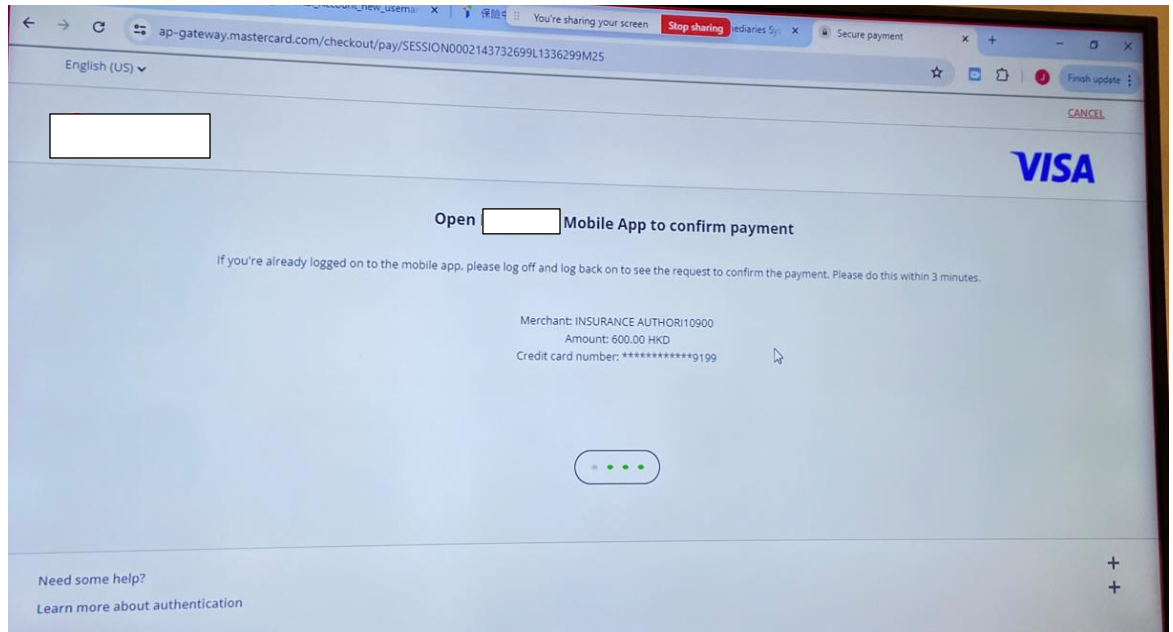 保險
You're sharing your screen
Stop sharing
Secure payment
ap-gateway.mastercard.com/checkout/pay/SESSION0002143732699L1336299M25
Finish update
English (US)
CANCEL
VISA
Open Mobile App to confirm payment
If you're already logged on to the mobile app, please log off and log back on to see the request to confirm the payment. Please do this within 3 minutes.
Merchant: INSURANCE AUTHORI10900
Amount: 600.00 HKD
Credit card number: ************9199
Need some help?
Learn more about authentication